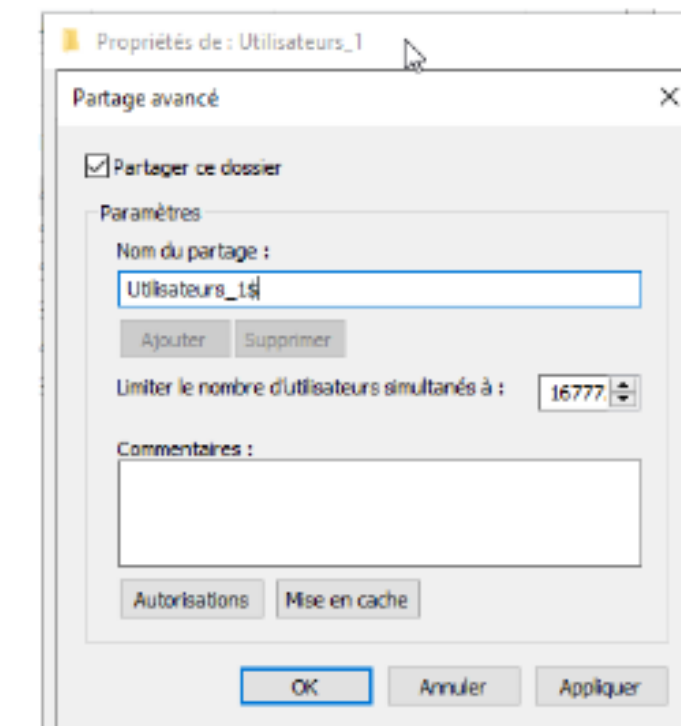 Propriétés de : Utilisateurs_1
Partage avancé
Partager ce dossier
Paramètres
Nom du partage :
Utilisateurs_1$
Ajouter Supprimer
Limiter le nombre d'utilisateurs simultanés à : 16777
Commentaires :
Autorisations Mise en cache
OK Annuler Appliquer